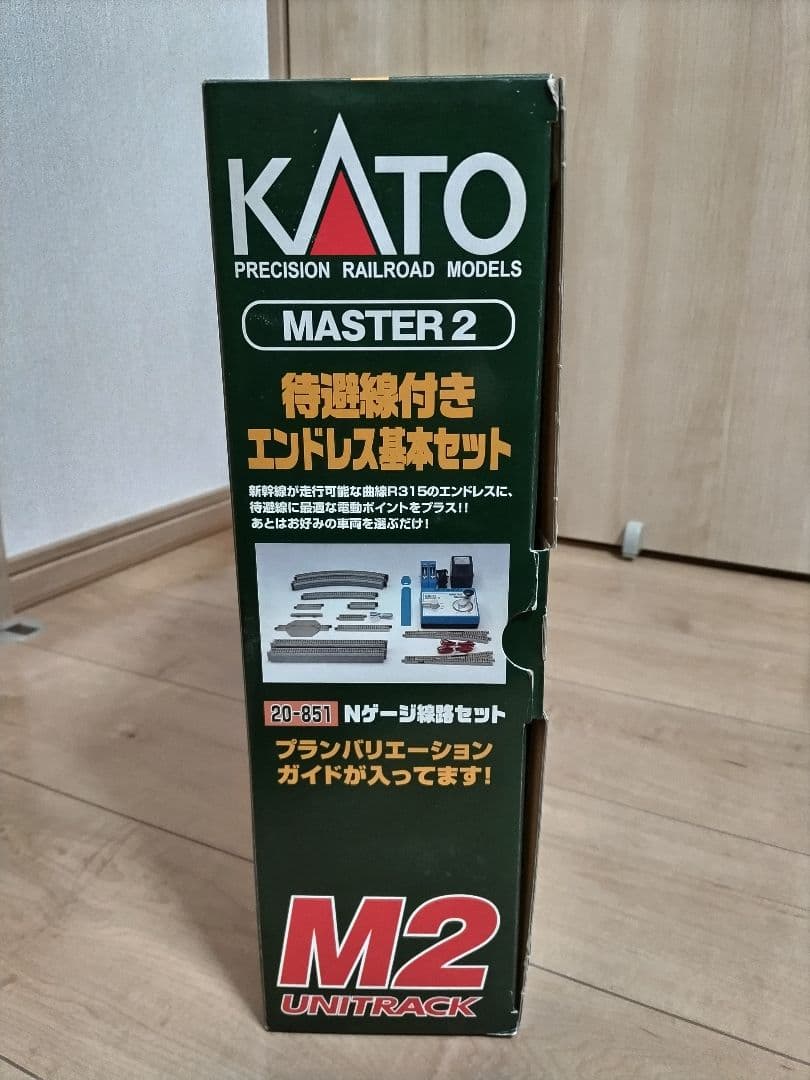 KATO
PRECISION RAILROAD MODELS
MASTER 2
待避線付き
エンドレス基本セット
新幹線が走行可能な曲線R315のエンドレスに、
待避線に最適な電動ポイントをプラス!!
あとはお好みの車両を選ぶだけ!
20-851 Nゲージ線路セット
プランバリエーション
ガイドが入ってます!
M2
UNITRACK